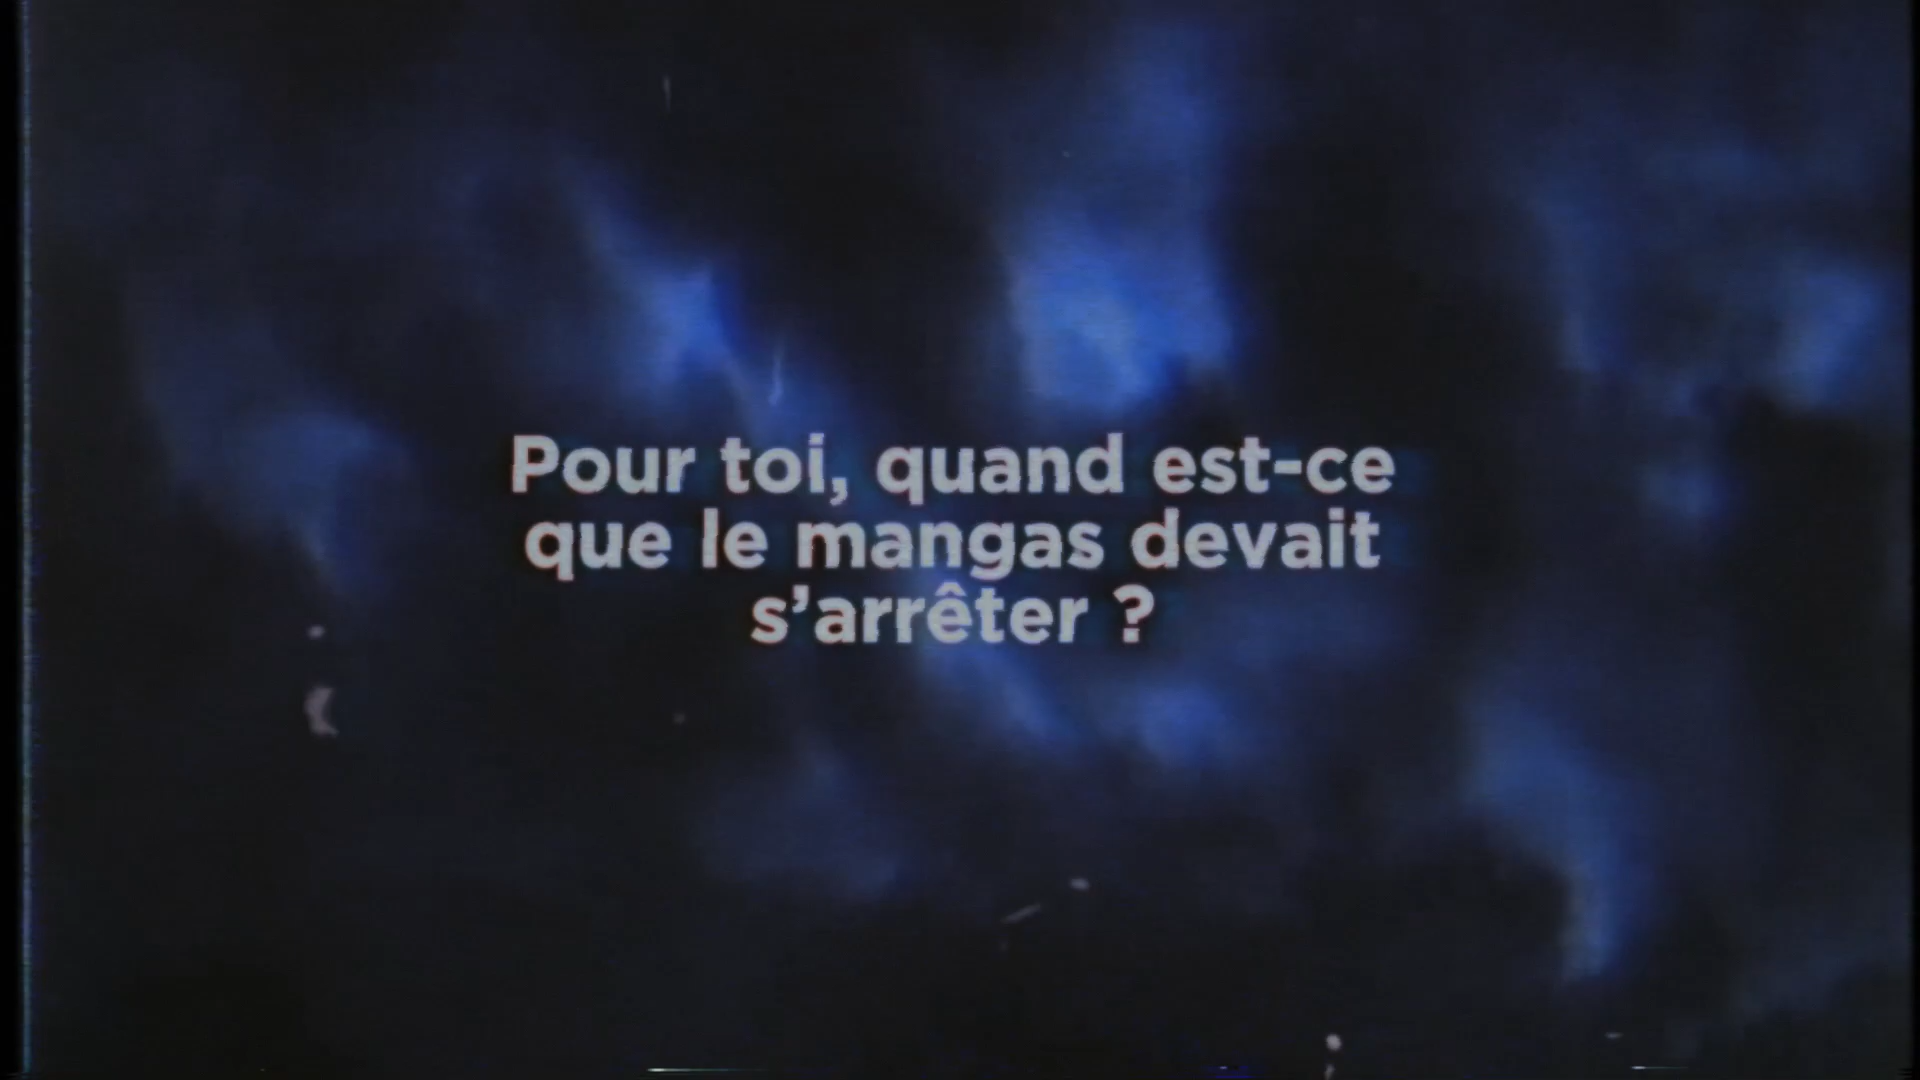 Pour toi, quand est-ce
que le mangas devait
s’arrêter ?